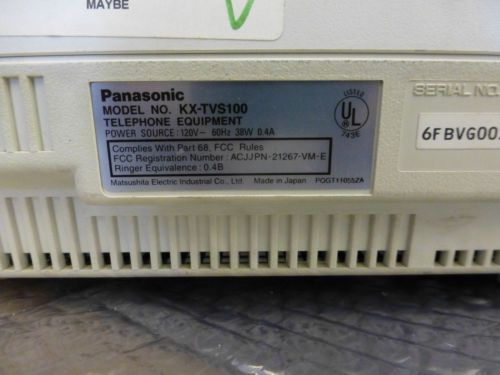 MAYBE
Panasonic
MODEL NO. KX-TVS100
TELEPHONE EQUIPMENT
POWER SOURCE:120V~ 60Hz 38W 0.4A
Complies With Part 68, FCC Rules
FCC Registration Number : ACJJPN-21267-VM-E
Ringer Equivalence : 0.4B
Matsushita Electric Industrial Co., Ltd. Made in Japan PQGT11055ZA
LISTED
UL
743E
SERIAL NO.
6FBVG00